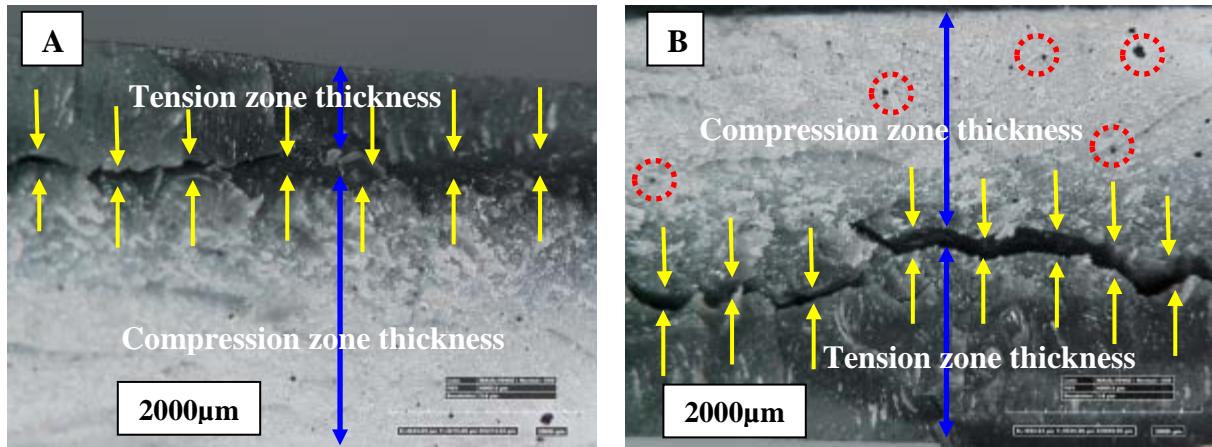 A
Tension zone thickness
Compression zone thickness
2000µm
B
Compression zone thickness
Tension zone thickness
2000µm